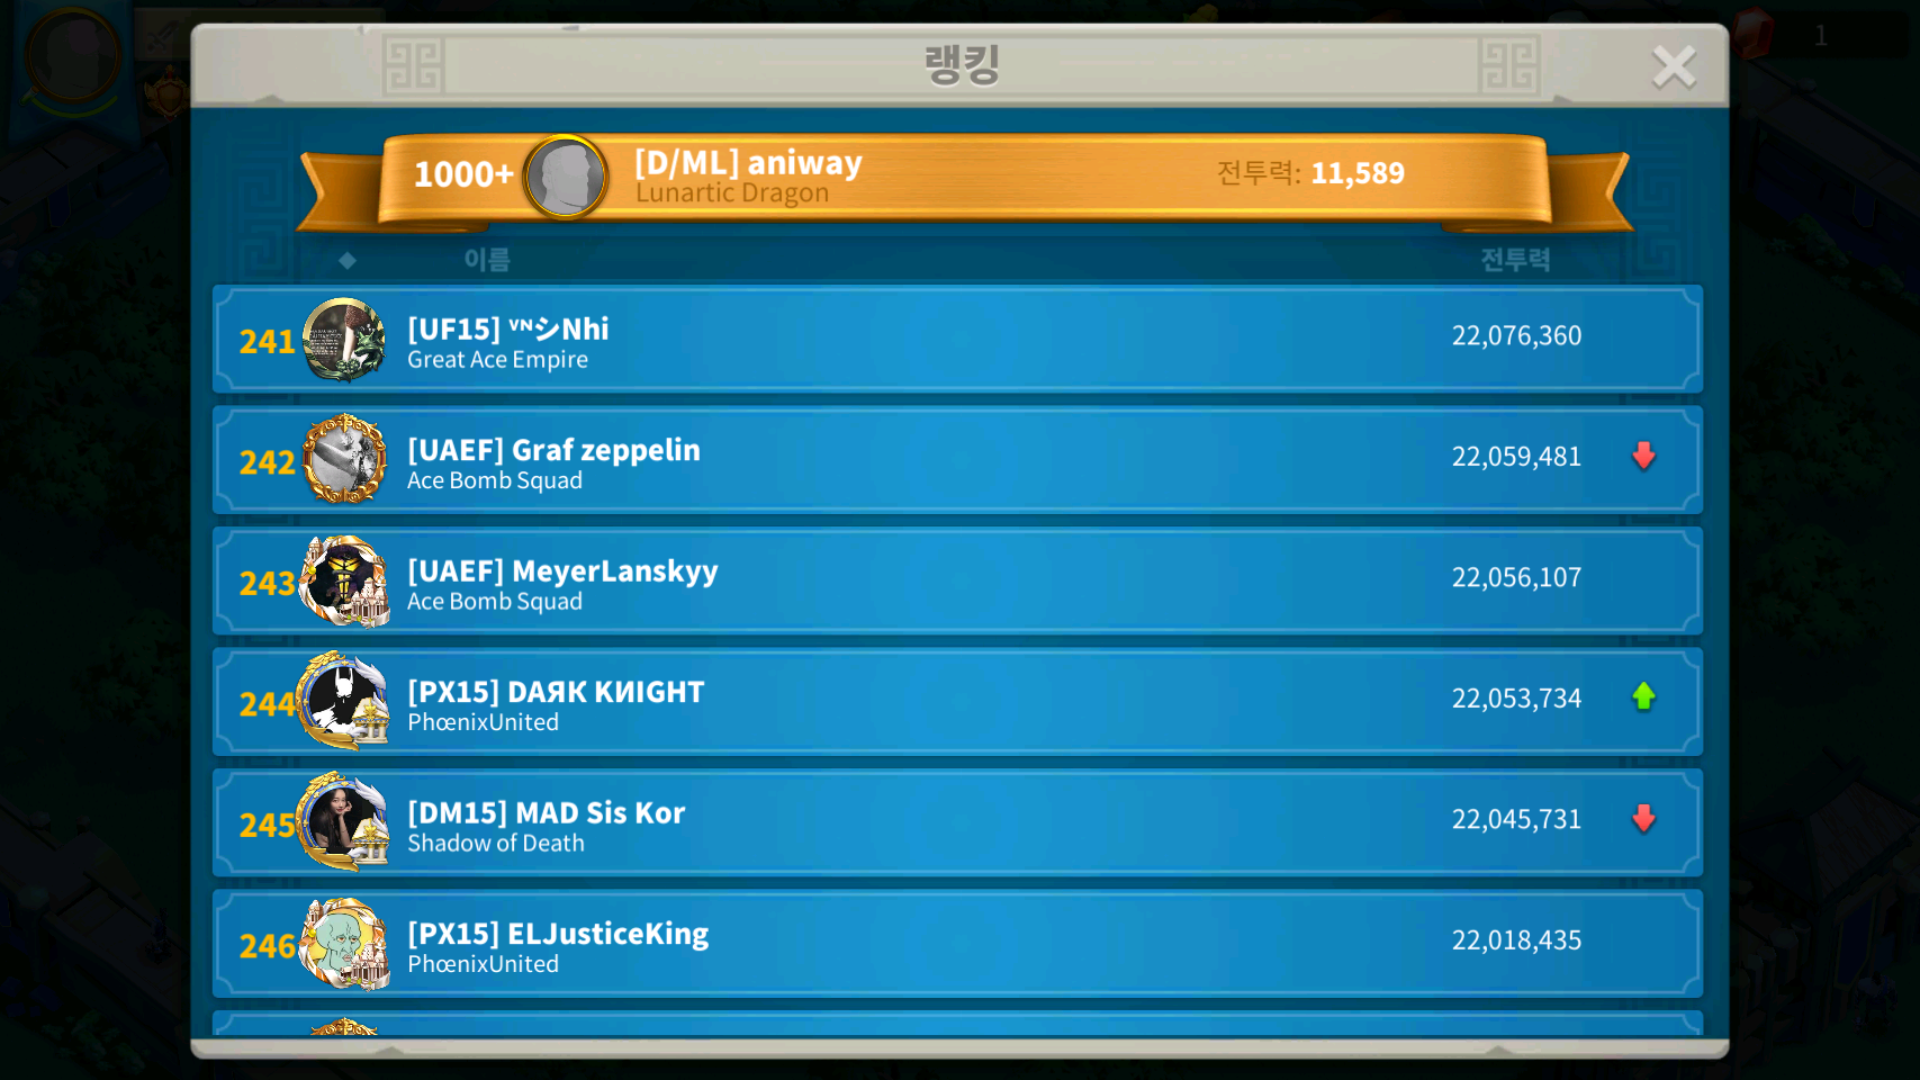 랭킹
1
1000+
[D/ML] aniway
Lunartic Dragon
전투력: 11,589
이름
전투력
241
[UF15] ᵛᴺシNhi
Great Ace Empire
22,076,360
242
[UAEF] Graf zeppelin
Ace Bomb Squad
22,059,481
243
[UAEF] MeyerLanskyy
Ace Bomb Squad
22,056,107
244
[PX15] DAЯK KИIGHT
PhœnixUnited
22,053,734
245
[DM15] MAD Sis Kor
Shadow of Death
22,045,731
246
[PX15] ELJusticeKing
PhœnixUnited
22,018,435